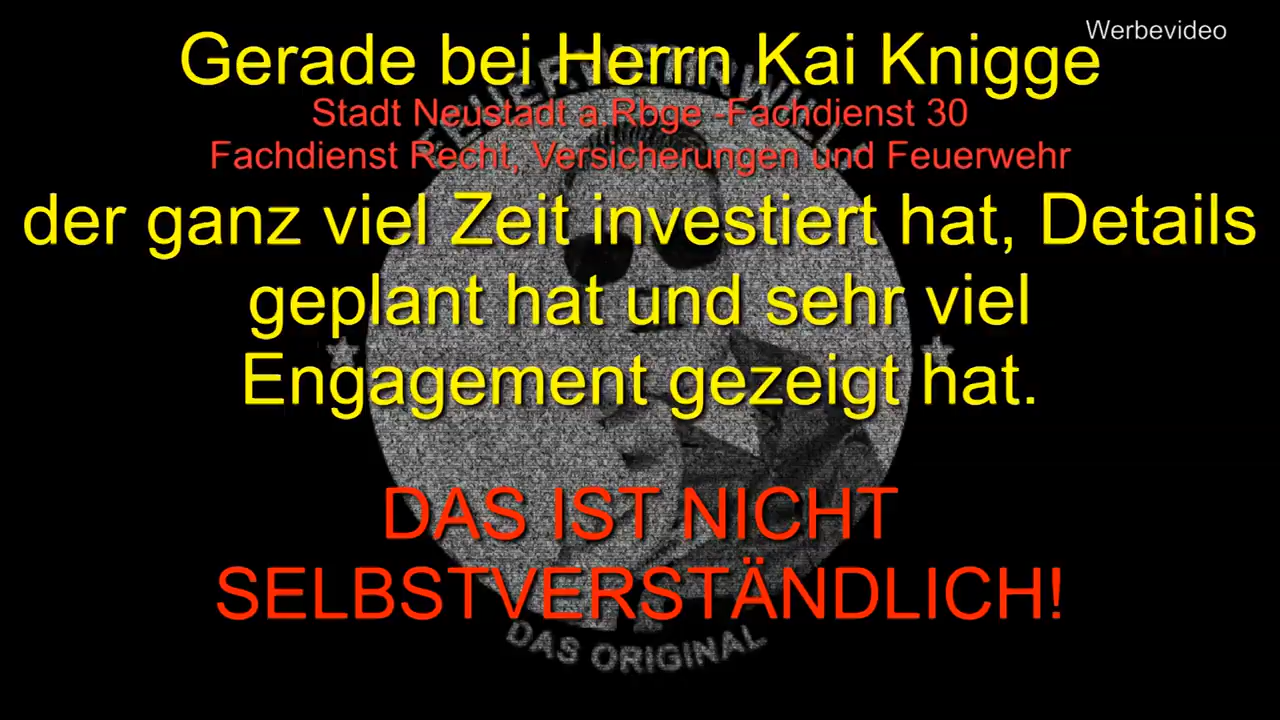 Werbevideo
Gerade bei Herrn Kai Knigge
Stadt Neustadt a.Rbge -Fachdienst 30
Fachdienst Recht, Versicherungen und Feuerwehr
der ganz viel Zeit investiert hat, Details
geplant hat und sehr viel
Engagement gezeigt hat.
DAS IST NICHT
SELBSTVERSTÄNDLICH!
DAS ORIGINAL